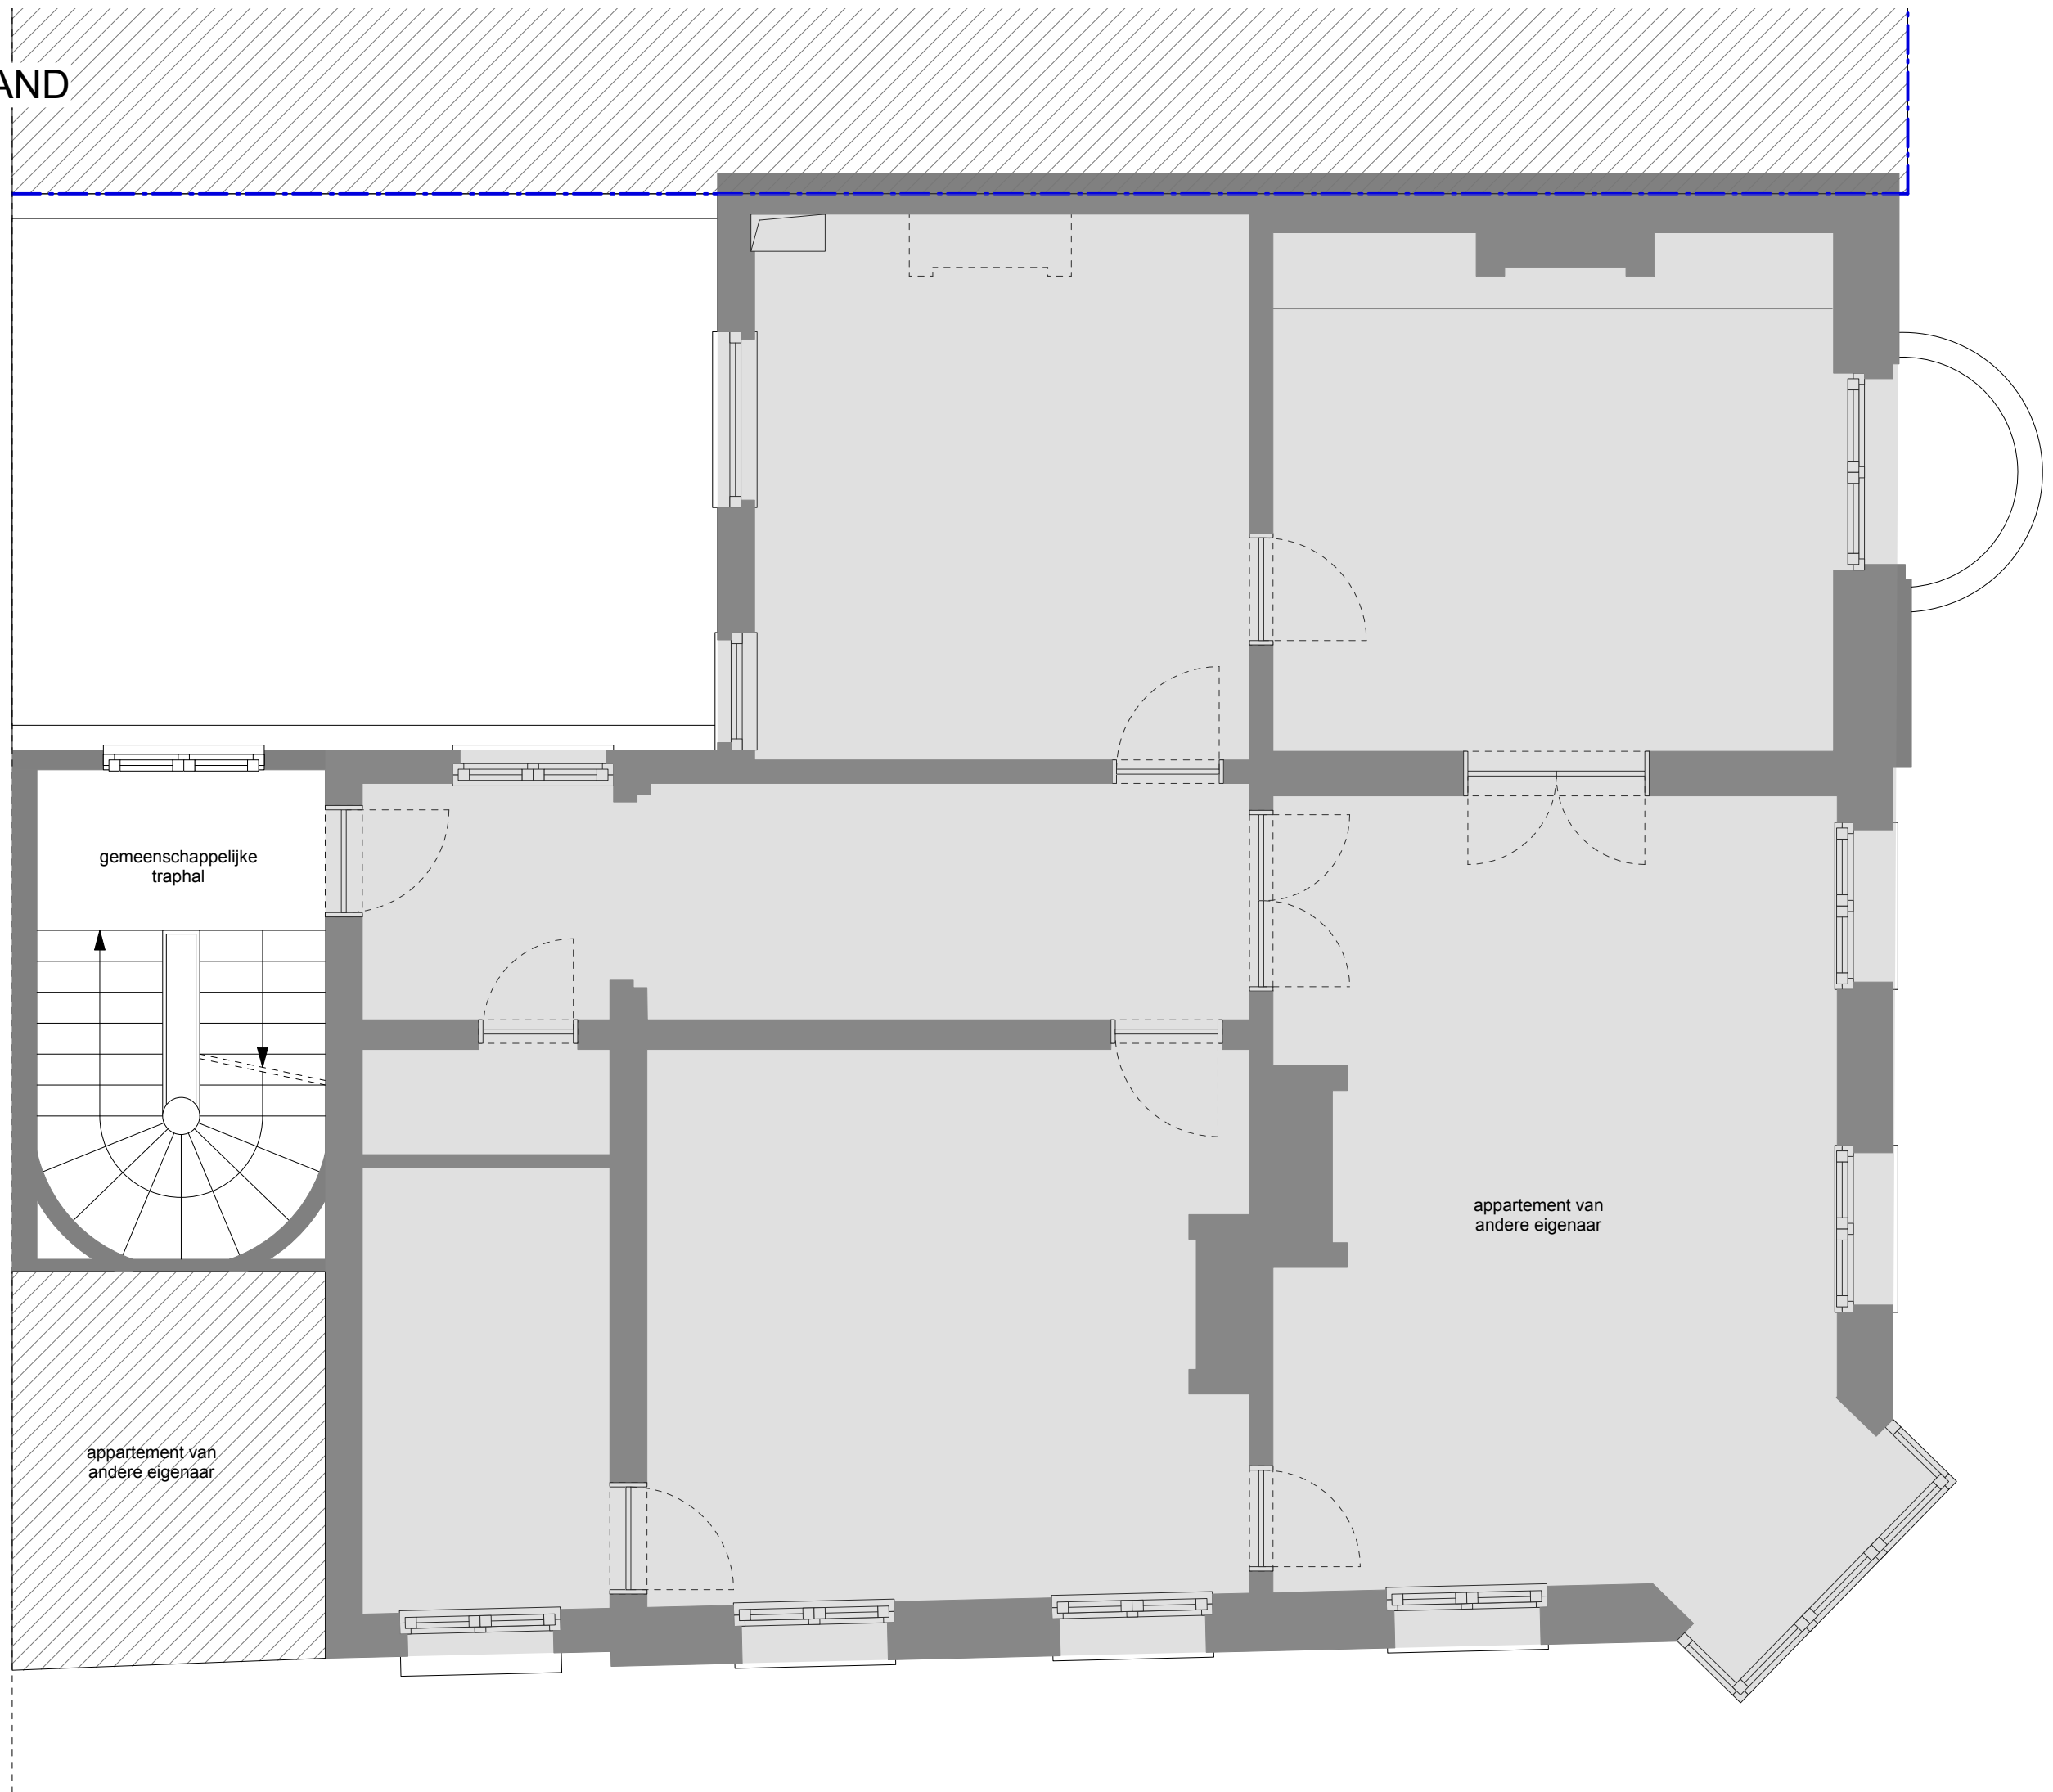 AND
gemeenschappelijke
traphal
appartement van
andere eigenaar
appartement van
andere eigenaar